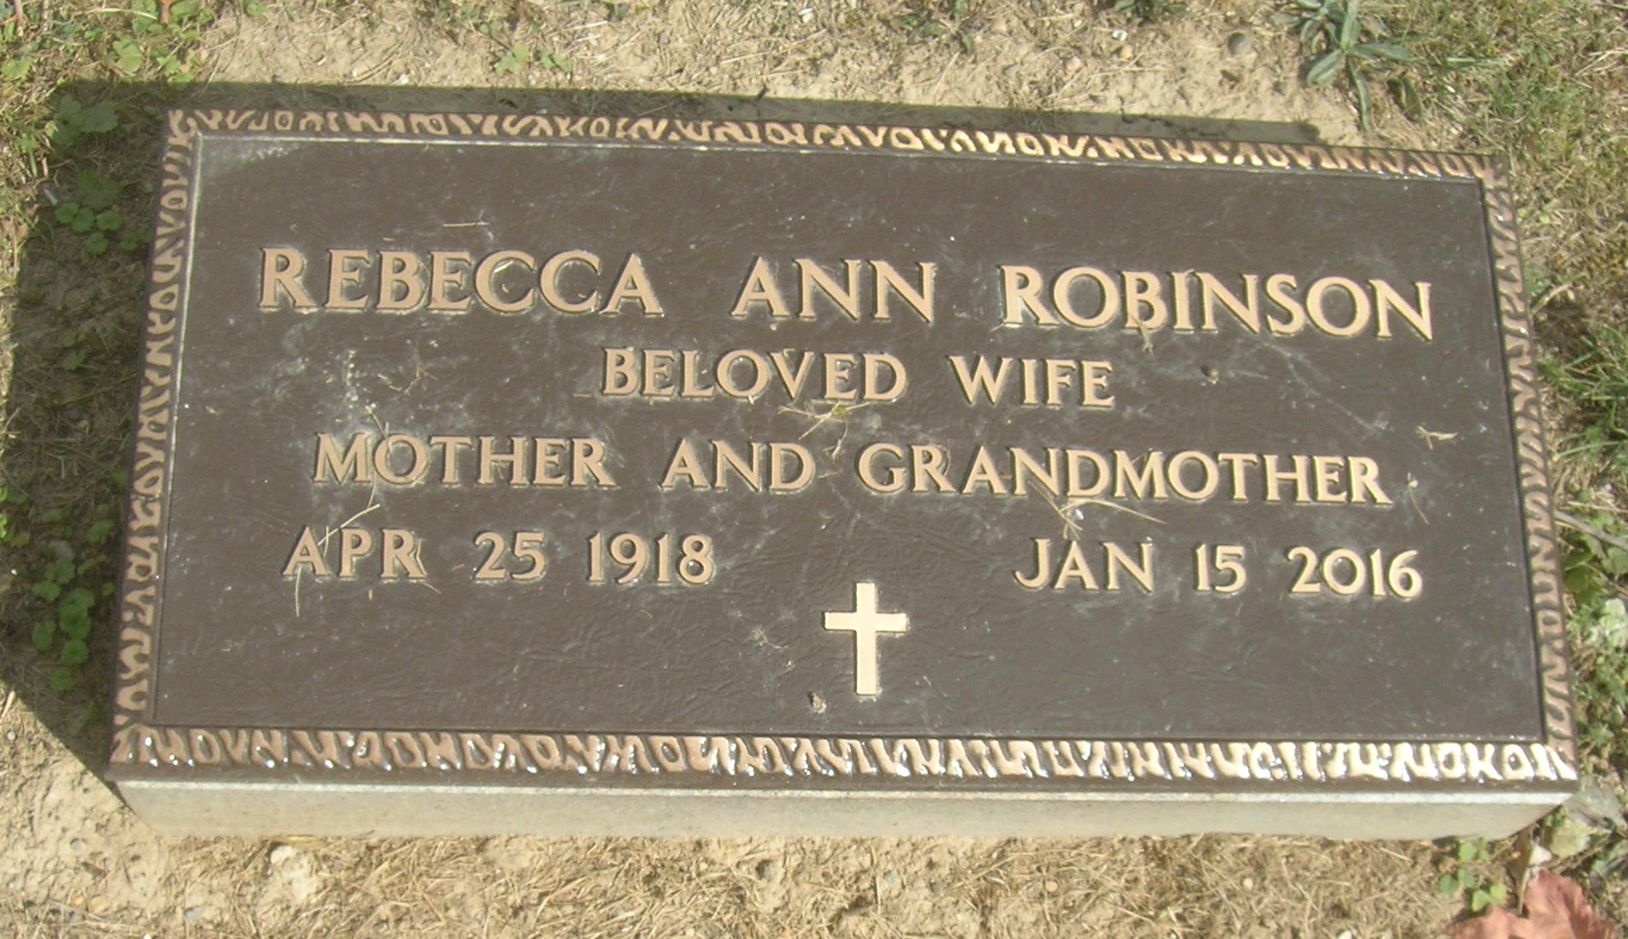 REBECCA ANN ROBINSON
BELOVED WIFE
MOTHER AND GRANDMOTHER
APR 25 1918 JAN 15 2016